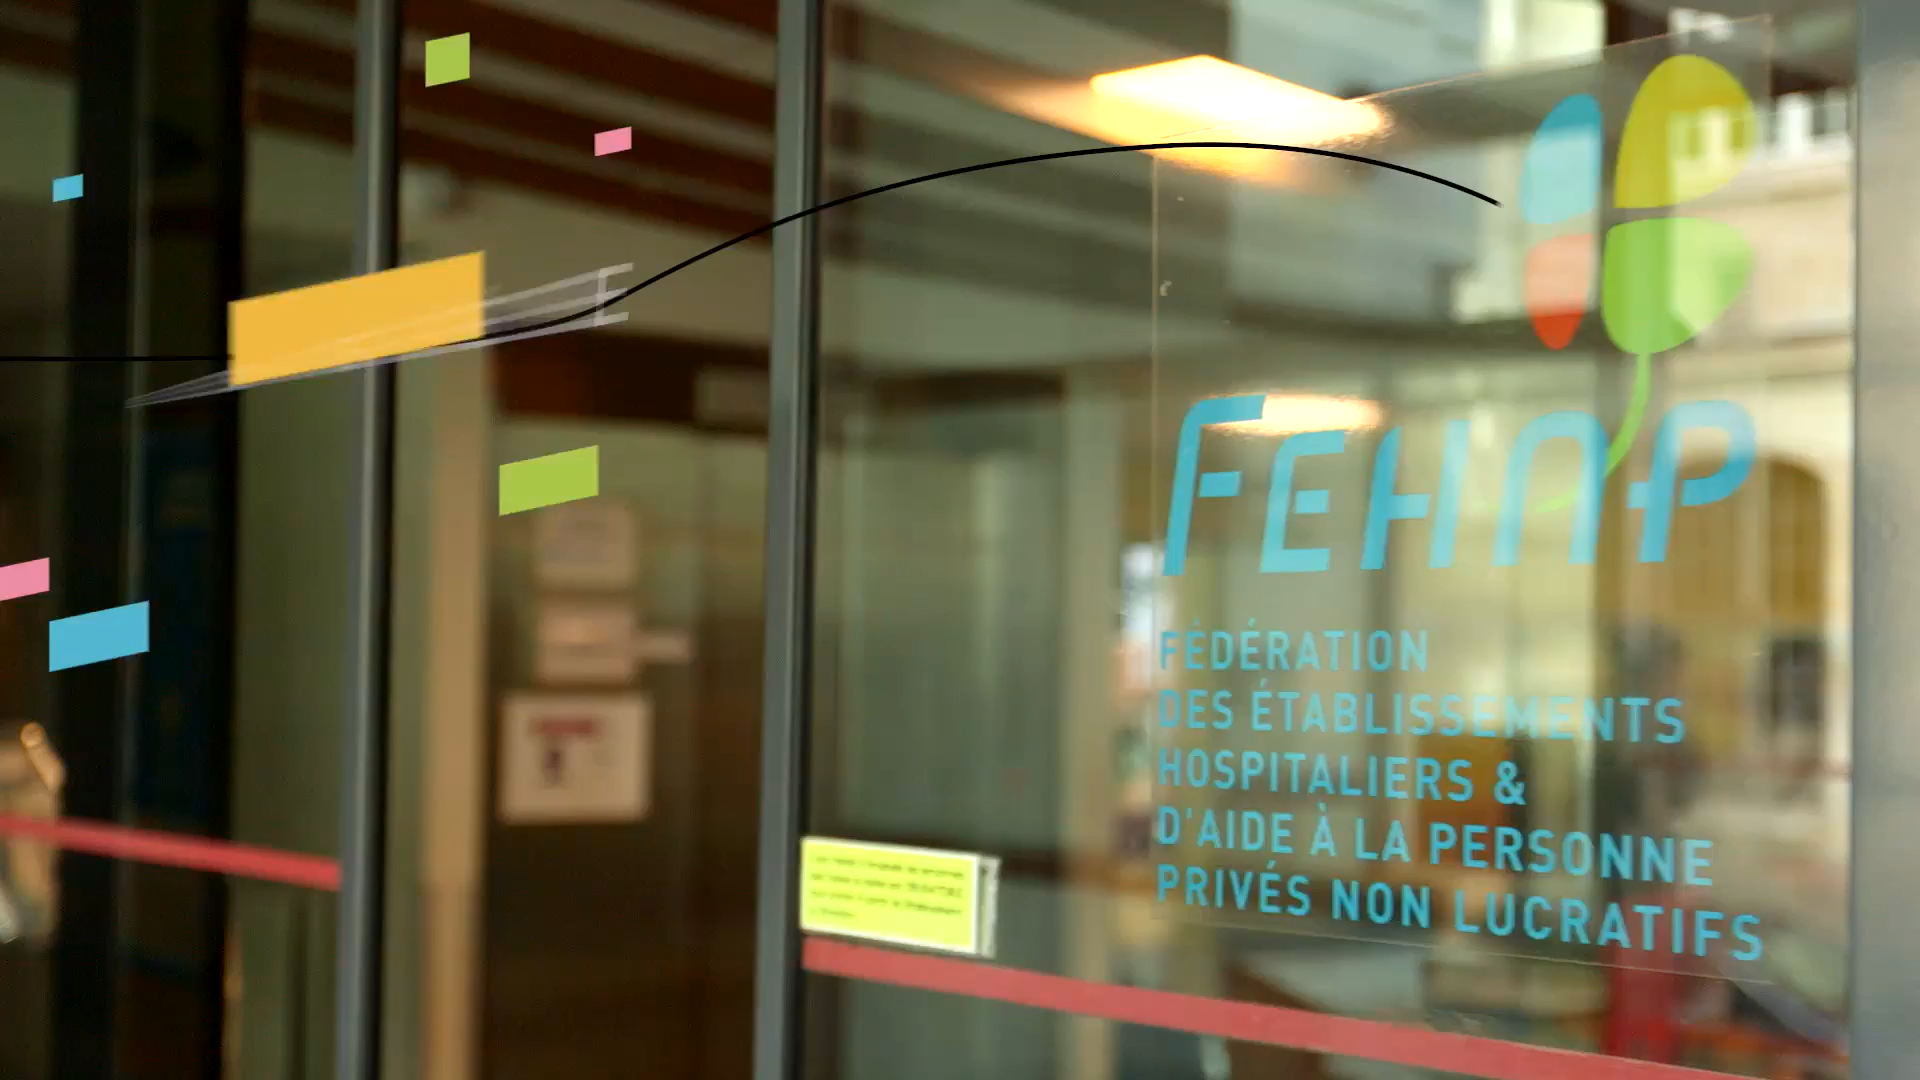 FEHAP
FÉDÉRATION
DES ÉTABLISSEMENTS
HOSPITALIERS &
D'AIDE À LA PERSONNE
PRIVÉS NON LUCRATIFS